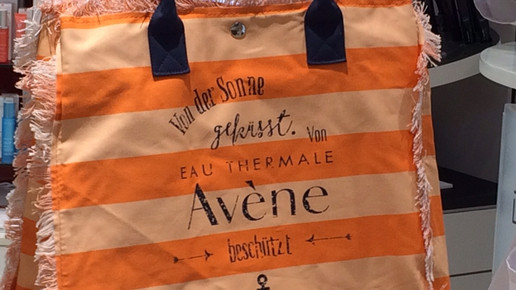 Von der Sonne
geküsst. Von
EAU THERMALE
Avène
beschützt